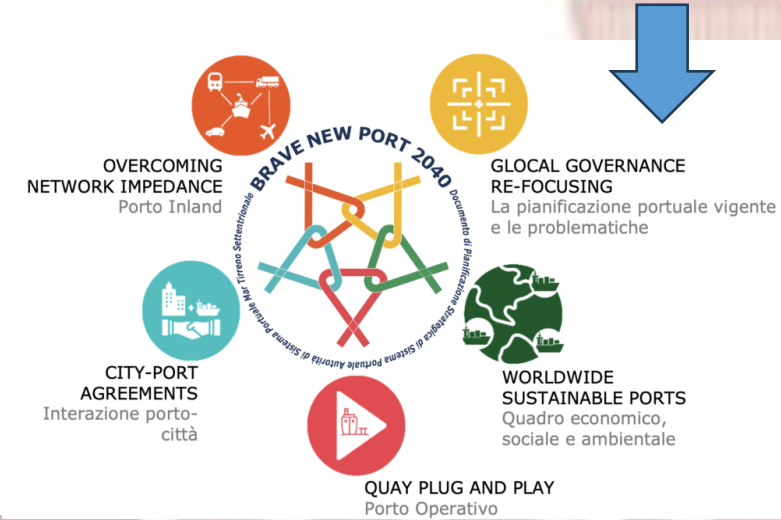 BRAVE NEW PORT 2040
Documento di Pianificazione Strategica di Sistema Portuale Autorità di Sistema Portuale Mar Tirreno Settentrionale
OVERCOMING
NETWORK IMPEDANCE
Porto Inland
GLOCAL GOVERNANCE
RE-FOCUSING
La pianificazione portuale vigente
e le problematiche
CITY-PORT
AGREEMENTS
Interazione porto-
città
WORLDWIDE
SUSTAINABLE PORTS
Quadro economico,
sociale e ambientale
QUAY PLUG AND PLAY
Porto Operativo